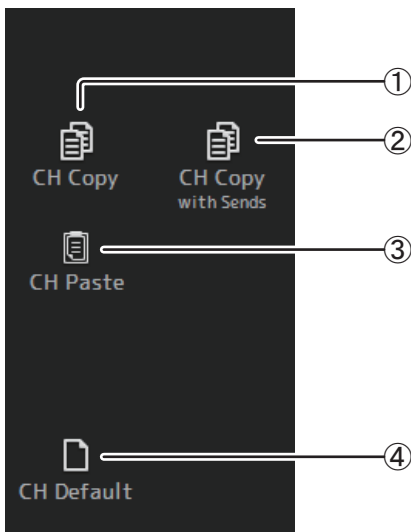 ①
②
CH Copy
CH Copy
with Sends
③
CH Paste
④
CH Default